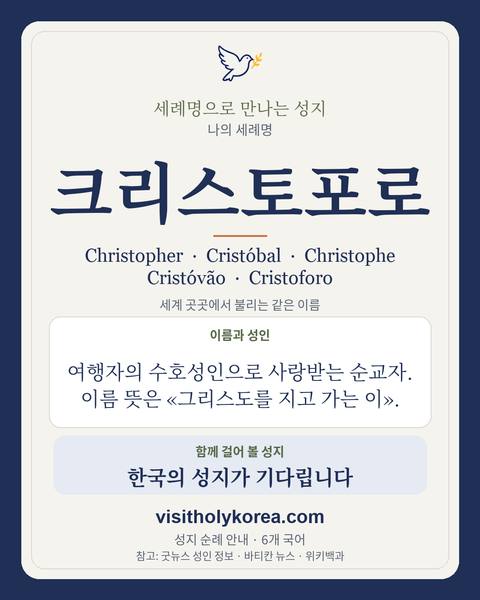 세례명으로 만나는 성지
나의 세례명
크리스토포로
Christopher · Cristóbal · Christophe
Cristóvão · Cristoforo
세계 곳곳에서 불리는 같은 이름
이름과 성인
여행자의 수호성인으로 사랑받는 순교자.
이름 뜻은 «그리스도를 지고 가는 이».
함께 걸어 볼 성지
한국의 성지가 기다립니다
visitholykorea.com
성지 순례 안내 · 6개 국어
참고: 굿뉴스 성인 정보 · 바티칸 뉴스 · 위키백과